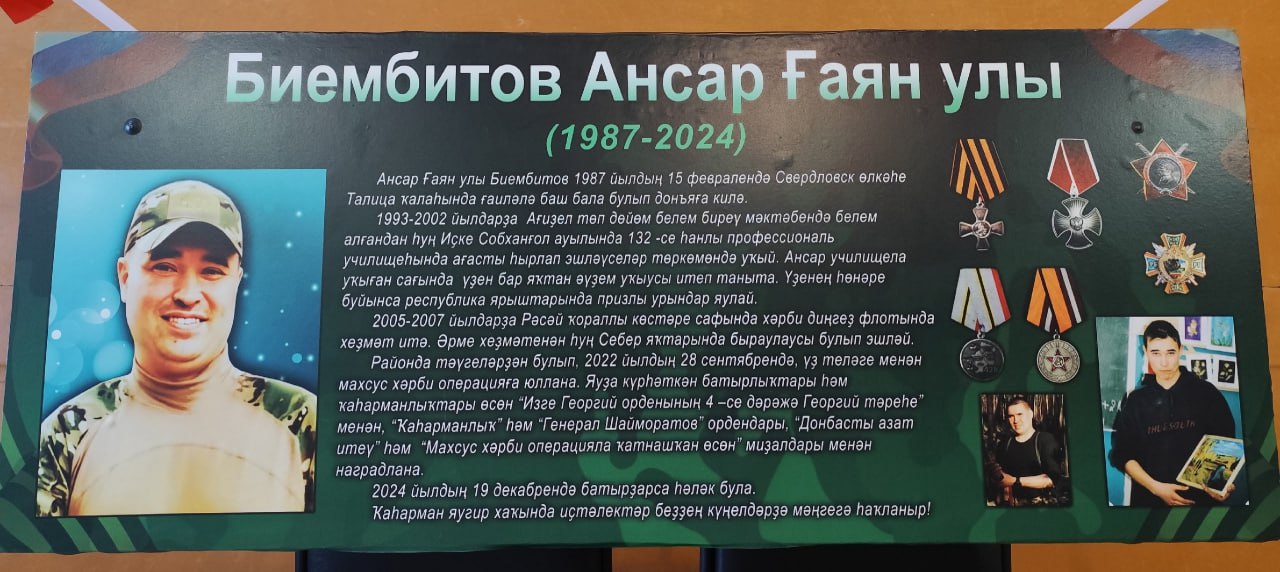 Биембитов Ансар Ғаян улы
(1987-2024)
Ансар Ғаян улы Биембитов 1987 йылдың 15 февралендә Свердловск өлкәһе
Талица ҡалаһында ғаиләлә баш бала булып донъяға килә.
1993-2002 йылдарҙа Ағиҙел төп дөйөм белем биреү мәктәбендә белем
алғандан һуң Иҫке Собханғол ауылында 132 -се һанлы профессиональ
училищеһында ағасты һырлап эшләүселәр төркөмөндә уҡый. Ансар училищела
уҡыған сағында үҙен бар яҡтан әүҙем уҡыусы итеп таныта. Үҙенең һөнәре
буйынса республика ярыштарында призлы урындар яулай.
2005-2007 йылдарҙа Рәсәй ҡораллы көстәре сафында хәрби диңгеҙ флотында
хеҙмәт итә. Әрме хеҙмәтенән һуң Себер яҡтарында быраулаусы булып эшләй.
Районда тәүгеләрҙән булып, 2022 йылдың 28 сентябрендә, үҙ теләге менән
махсус хәрби операцияға юллана. Яуҙа күрһәткән батырлыҡтары һәм
ҡаһарманлыҡтары өсөн “Изге Георгий орденының 4 –се дәрәжә Георгий тәреһе”
менән, “Ҡаһарманлыҡ” һәм “Генерал Шайморатов” ордендары, “Донбасты азат
итеү” һәм “Махсус хәрби операцияла ҡатнашҡан өсөн” миҙалдары менән
наградлана.
2024 йылдың 19 декабрендә батырҙарса һәләк була.
Ҡаһарман яугир хаҡында иҫтәлектәр беҙҙең күңелдәрҙә мәңгегә һаҡланыр!